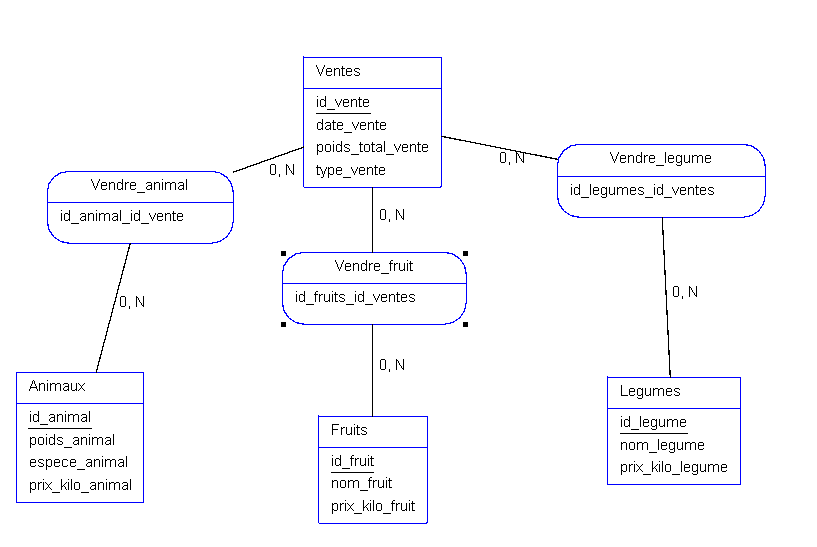 Ventes
id_vente
date_vente
poids_total_vente
type_vente
0, N
0, N
0, N
Vendre_animal
id_animal_id_vente
Vendre_legume
id_legumes_id_ventes
Vendre_fruit
id_fruits_id_ventes
0, N
0, N
0, N
Animaux
id_animal
poids_animal
espece_animal
prix_kilo_animal
Fruits
id_fruit
nom_fruit
prix_kilo_fruit
Legumes
id_legume
nom_legume
prix_kilo_legume